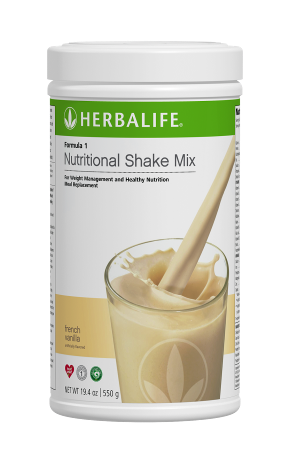 HERBALIFE®
Formula 1
Nutritional Shake Mix
For Weight Management and Healthy Nutrition
Meal Replacement
french
vanilla
NET WT 19.4 oz | 550 g